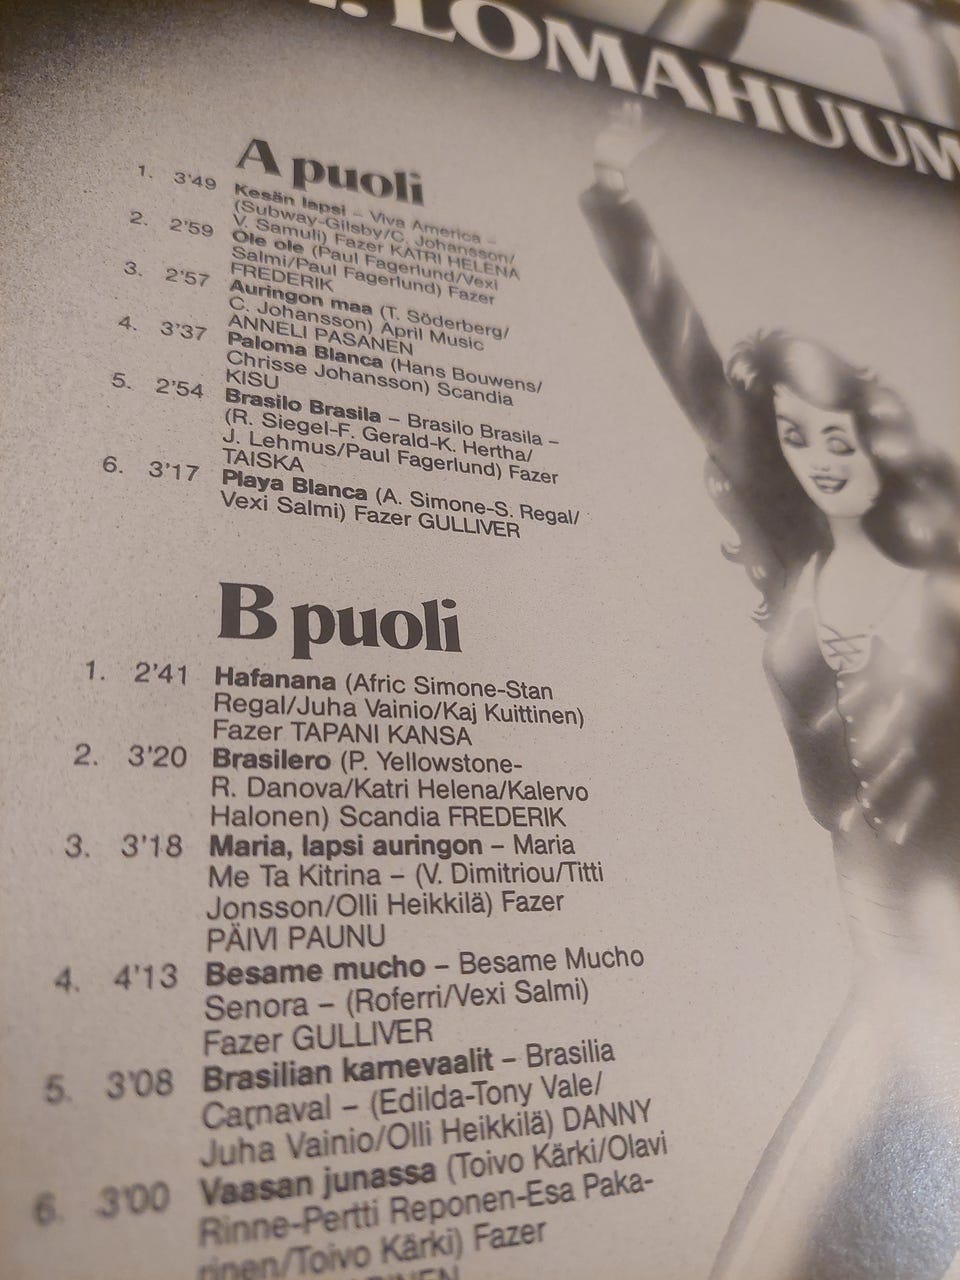 LOMAHUUM
A puoli
1. 3'49 Kesän lapsi – Viva America –
(Subway-Gilsby/C. Johansson/
V. Samuli) Fazer KATRI HELENA
2. 2'59 Ole ole (Paul Fagerlund/Vexi
Salmi/Paul Fagerlund) Fazer
FREDERIK
3. 2'57 Auringon maa (T. Söderberg/
C. Johansson) April Music
ANNELI PASANEN
4. 3'37 Paloma Blanca (Hans Bouwens/
Chrisse Johansson) Scandia
KISU
5. 2'54 Brasilo Brasila – Brasilo Brasila –
(R. Siegel-F. Gerald-K. Hertha/
J. Lehmus/Paul Fagerlund) Fazer
TAISKA
6. 3'17 Playa Blanca (A. Simone-S. Regal/
Vexi Salmi) Fazer GULLIVER
B puoli
1. 2'41 Hafanana (Afric Simone-Stan
Regal/Juha Vainio/Kaj Kuittinen)
Fazer TAPANI KANSA
2. 3'20 Brasilero (P. Yellowstone-
R. Danova/Katri Helena/Kalervo
Halonen) Scandia FREDERIK
3. 3'18 Maria, lapsi auringon – Maria
Me Ta Kitrina – (V. Dimitriou/Titti
Jonsson/Olli Heikkilä) Fazer
PÄIVI PAUNU
4. 4'13 Besame mucho – Besame Mucho
Senora – (Roferri/Vexi Salmi)
Fazer GULLIVER
5. 3'08 Brasilian karnevaalit – Brasilia
Carnaval – (Edilda-Tony Vale/
Juha Vainio/Olli Heikkilä) DANNY
6. 3'00 Vaasan junassa (Toivo Kärki/Olavi
Rinne-Pertti Reponen-Esa Paka-
rinen/Toivo Kärki) Fazer